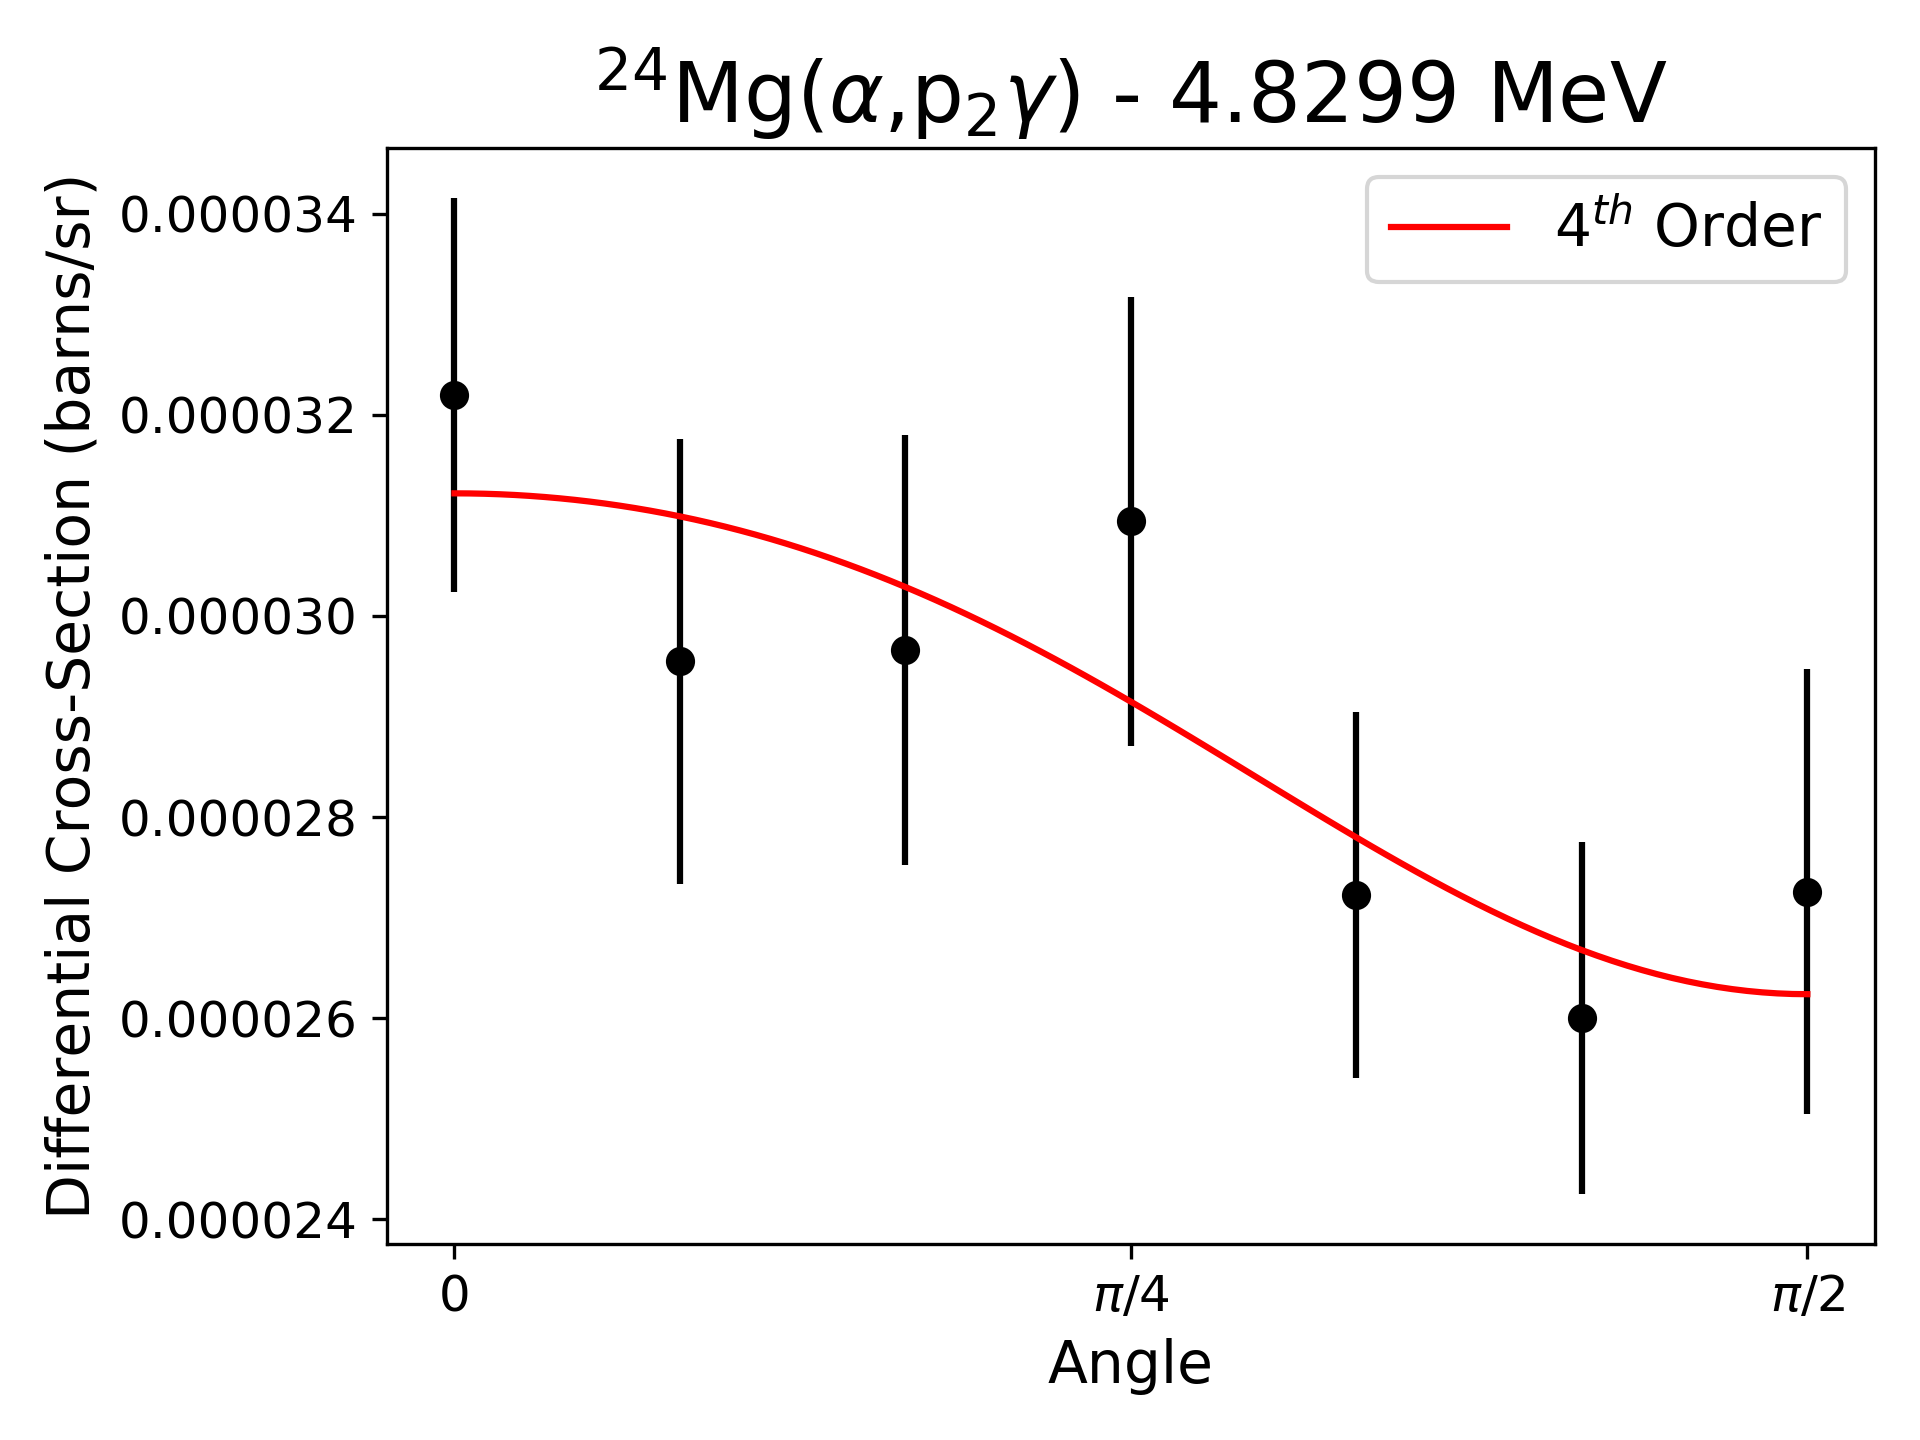 ²⁴Mg(α,p₂γ) - 4.8299 MeV
4ᵗʰ Order
Differential Cross-Section (barns/sr)
0.000034
0.000032
0.000030
0.000028
0.000026
0.000024
0 π/4 π/2
Angle